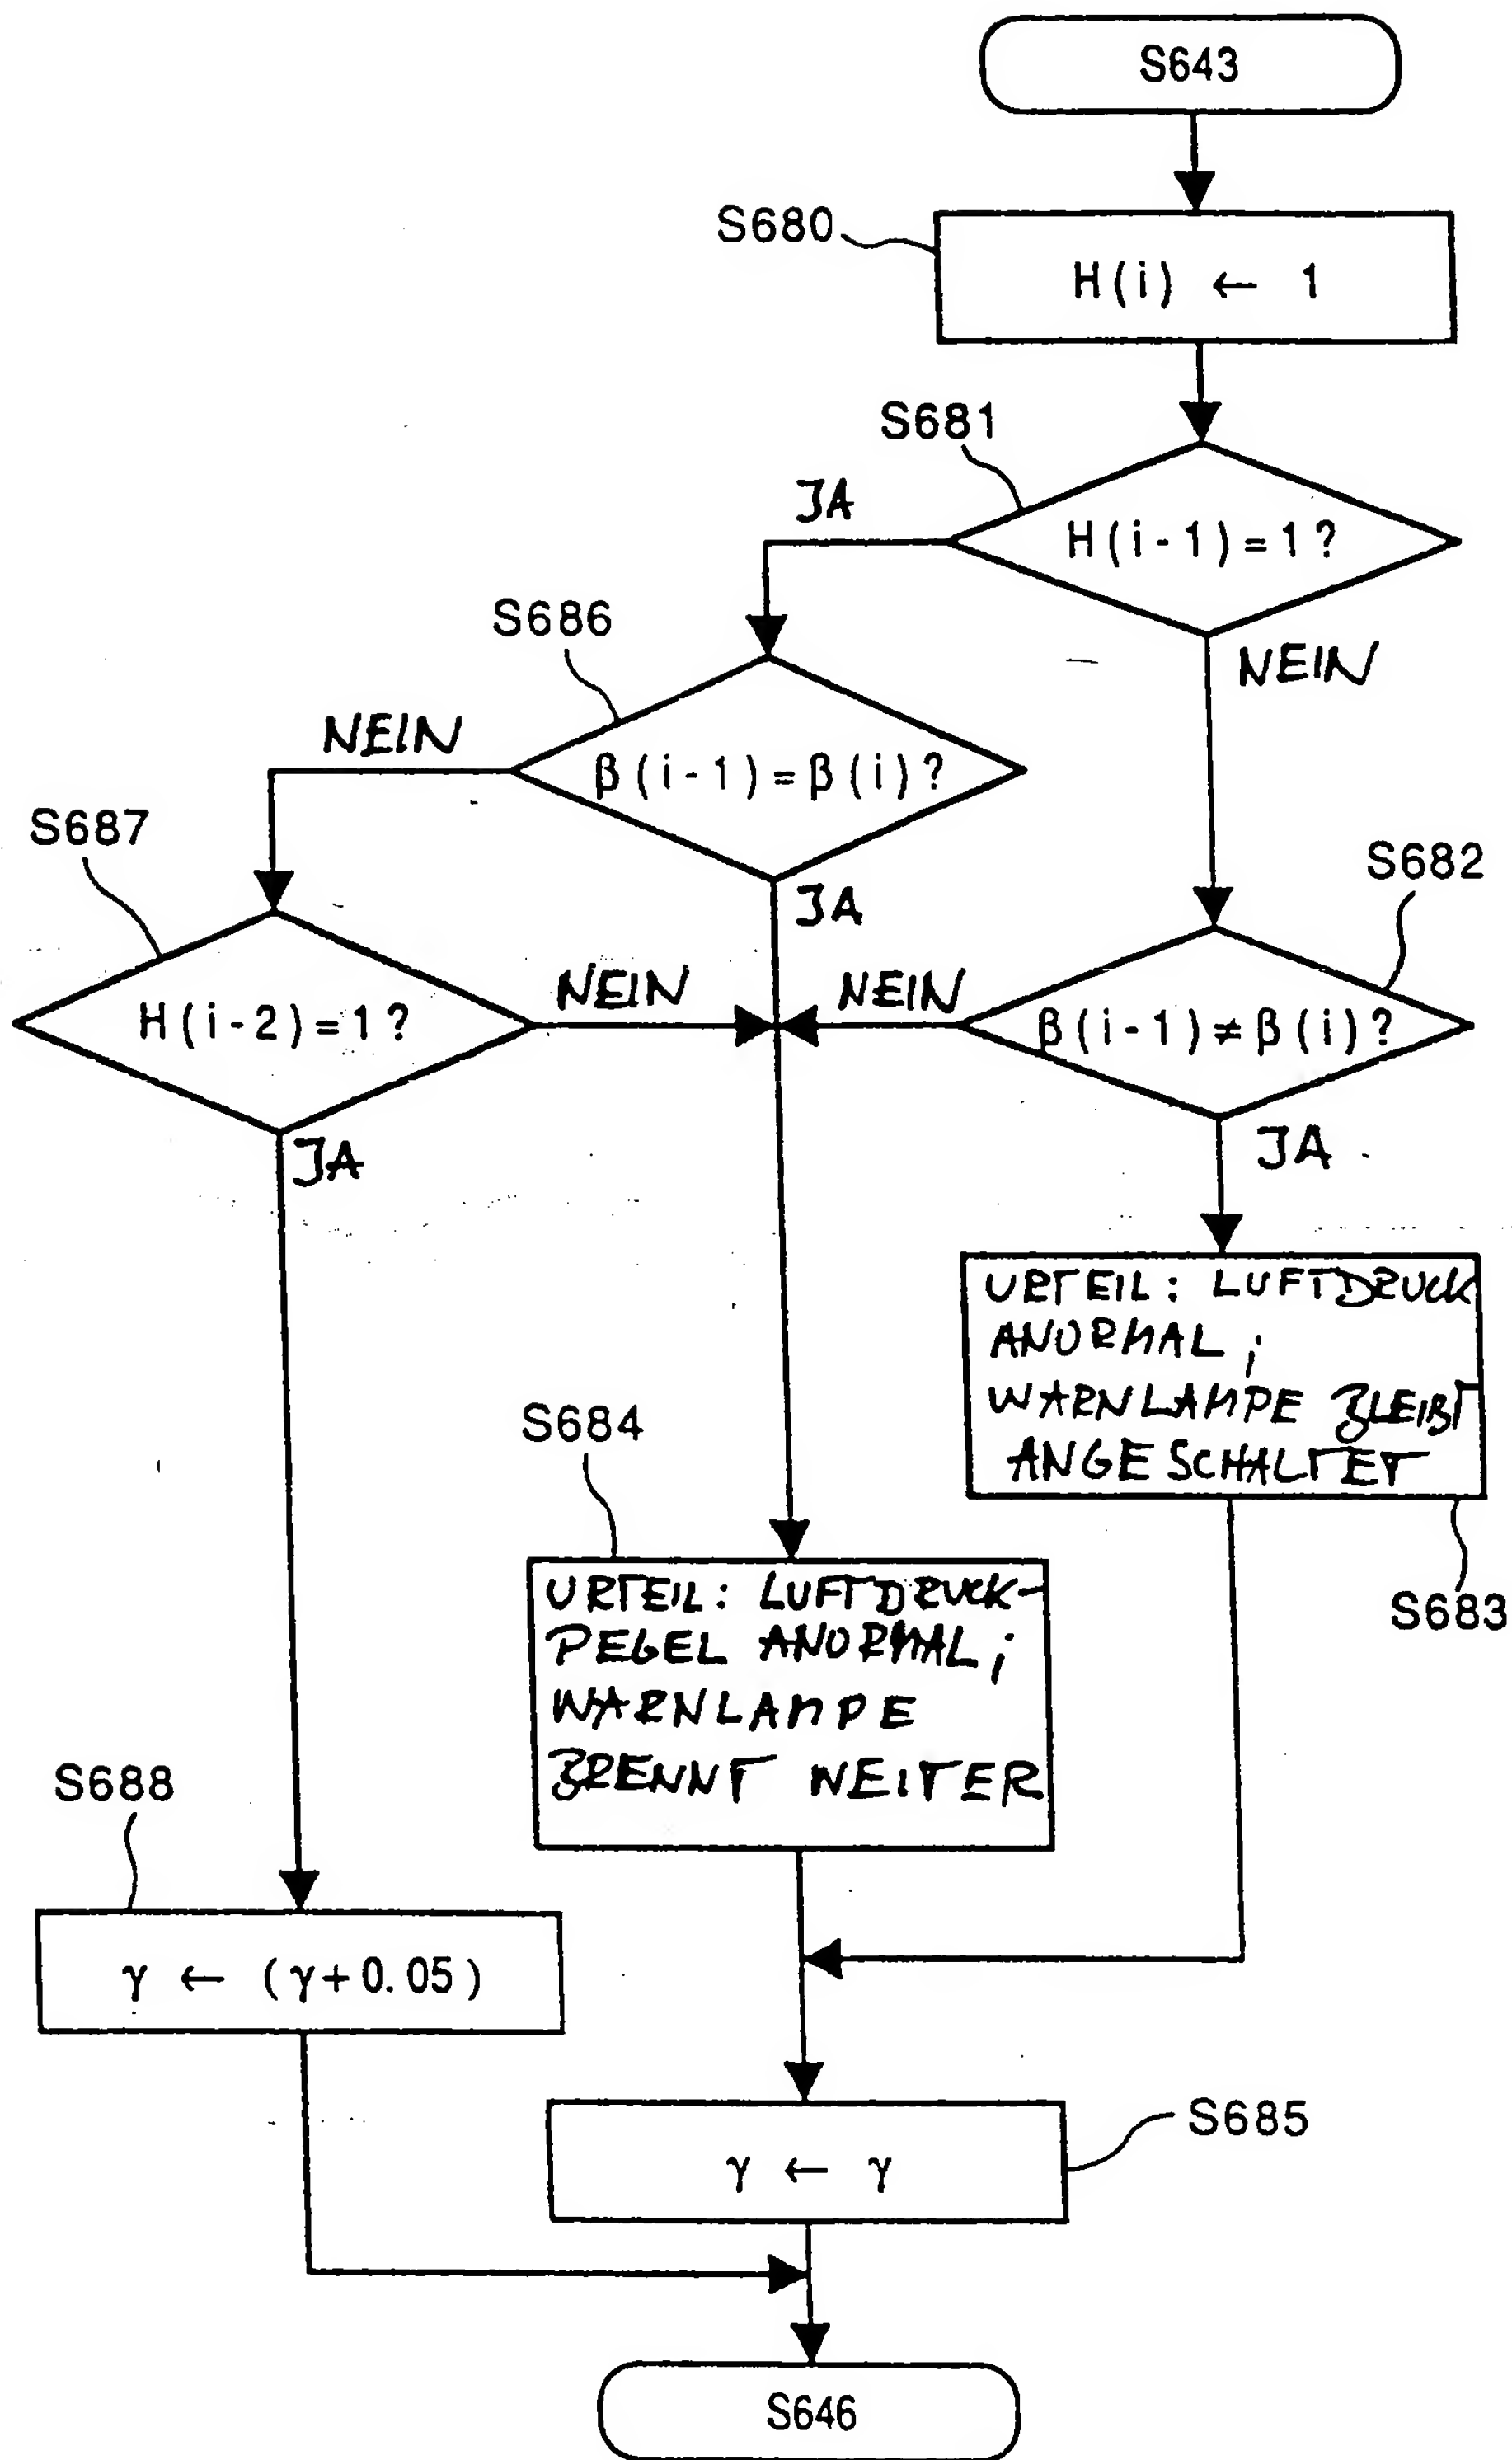 S643
S680
H(i) ← 1
S681
JA
H(i-1)=1?
S686
NEIN
NEIN
β(i-1)=β(i)?
S687
S682
JA
NEIN
NEIN
H(i-2)=1?
β(i-1)≠β(i)?
JA
JA
URTEIL: LUFTDRUCK
ANORMAL;
WARNLAMPE BLEIBT
ANGESCHALTET
S684
S683
URTEIL: LUFTDRUCK-
PEGEL ANORMAL;
WARNLAMPE
BRENNT WEITER
S688
γ ← (γ+0.05)
S685
γ ← γ
S646